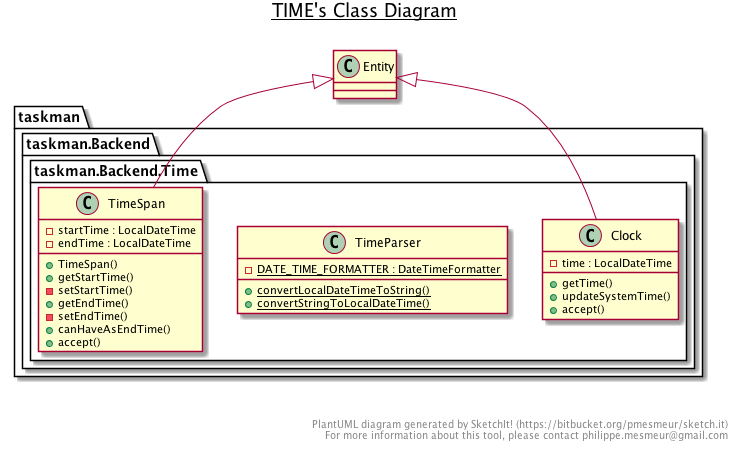 TIME's Class Diagram
C Entity
taskman
taskman.Backend
taskman.Backend.Time
C TimeSpan
startTime : LocalDateTime
endTime : LocalDateTime
TimeSpan()
getStartTime()
setStartTime()
getEndTime()
setEndTime()
canHaveAsEndTime()
accept()
C TimeParser
DATE_TIME_FORMATTER : DateTimeFormatter
convertLocalDateTimeToString()
convertStringToLocalDateTime()
C Clock
time : LocalDateTime
getTime()
updateSystemTime()
accept()
PlantUML diagram generated by SketchIt! (https://bitbucket.org/pmesmeur/sketch.it)
For more information about this tool, please contact philippe.mesmeur@gmail.com